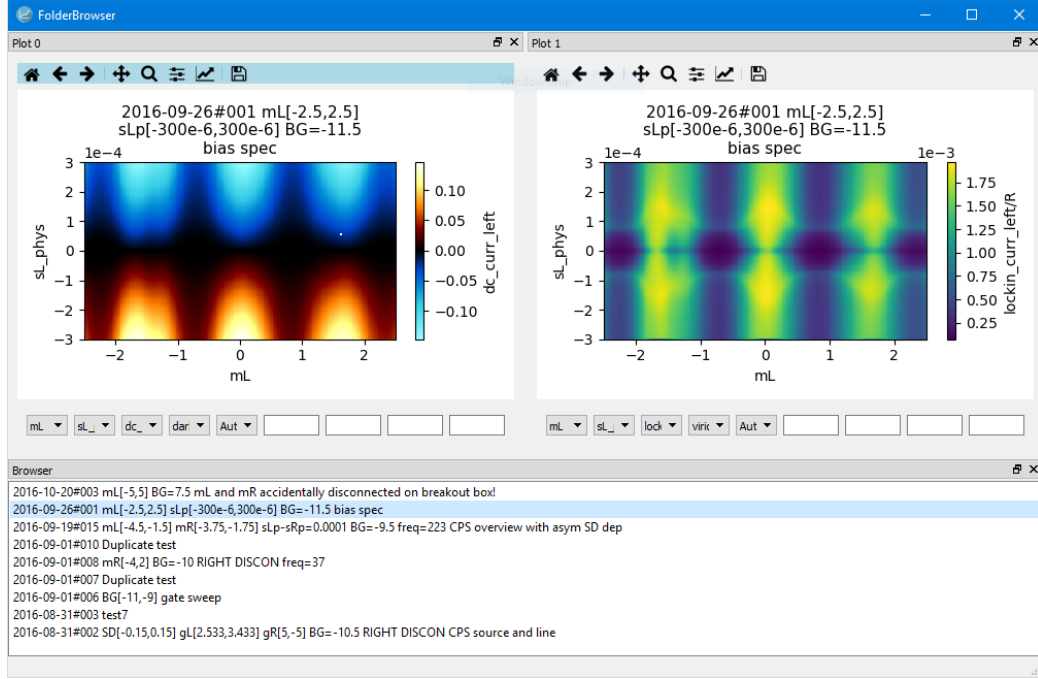 FolderBrowser
Plot 0
Plot 1
2016-09-26#001 mL[-2.5,2.5]
sLp[-300e-6,300e-6] BG=-11.5
bias spec
1e−4
3
2
1
0
−1
−2
−3
sL_phys
−2
−1
0
1
2
mL
0.10
0.05
0.00
−0.05
−0.10
dc_curr_left
2016-09-26#001 mL[-2.5,2.5]
sLp[-300e-6,300e-6] BG=-11.5
bias spec
1e−4
1e−3
3
2
1
0
−1
−2
−3
sL_phys
−2
−1
0
1
2
mL
1.75
1.50
1.25
1.00
0.75
0.50
0.25
lockin_curr_left/R
mL sL_ dc_ Aut
mL sL_ lock Aut
Browser
2016-10-20#003 mL[-5,5] BG=7.5 mL and mR accidentally disconnected on breakout box!
2016-09-26#001 mL[-2.5,2.5] sLp[-300e-6,300e-6] BG=-11.5 bias spec
2016-09-19#015 mL[-4.5,-1.5] mR[-3.75,-1.75] sLp-sRp=0.0001 BG=-9.5 freq=223 CPS overview with asym SD dep
2016-09-01#010 Duplicate test
2016-09-01#008 mR[-4,2] BG=-10 RIGHT DISCON freq=37
2016-09-01#007 Duplicate test
2016-09-01#006 BG[-11,-9] gate sweep
2016-08-31#003 test7
2016-08-31#002 SD[-0.15,0.15] gL[2.533,3.433] gR[5,-5] BG=-10.5 RIGHT DISCON CPS source and line